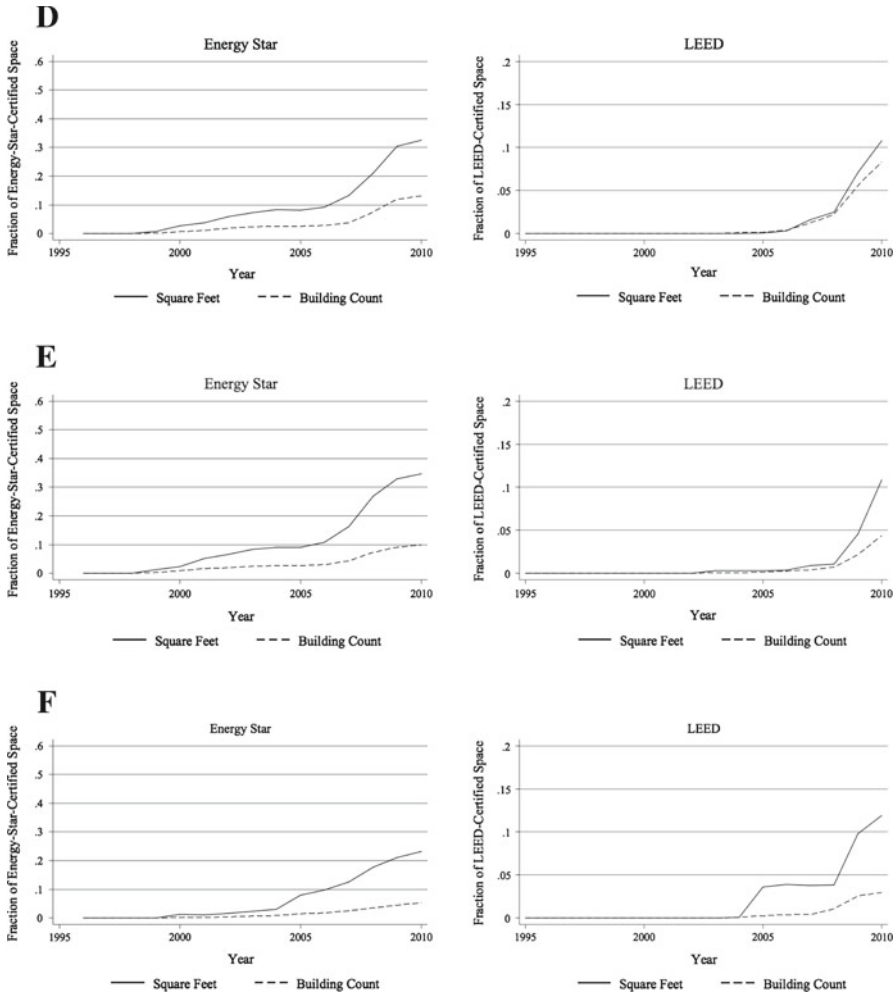 D
Energy Star
Fraction of Energy-Star-Certified Space
.6
.5
.4
.3
.2
.1
0
1995
2000
2005
2010
Year
Square Feet
Building Count
LEED
Fraction of LEED-Certified Space
.2
.15
.1
.05
0
1995
2000
2005
2010
Year
Square Feet
Building Count
E
Energy Star
Fraction of Energy-Star-Certified Space
.6
.5
.4
.3
.2
.1
0
1995
2000
2005
2010
Year
Square Feet
Building Count
LEED
Fraction of LEED-Certified Space
.2
.15
.1
.05
0
1995
2000
2005
2010
Year
Square Feet
Building Count
F
Energy Star
Fraction of Energy-Star-Certified Space
.6
.5
.4
.3
.2
.1
0
1995
2000
2005
2010
Year
Square Feet
Building Count
LEED
Fraction of LEED-Certified Space
.2
.15
.1
.05
0
1995
2000
2005
2010
Year
Square Feet
Building Count